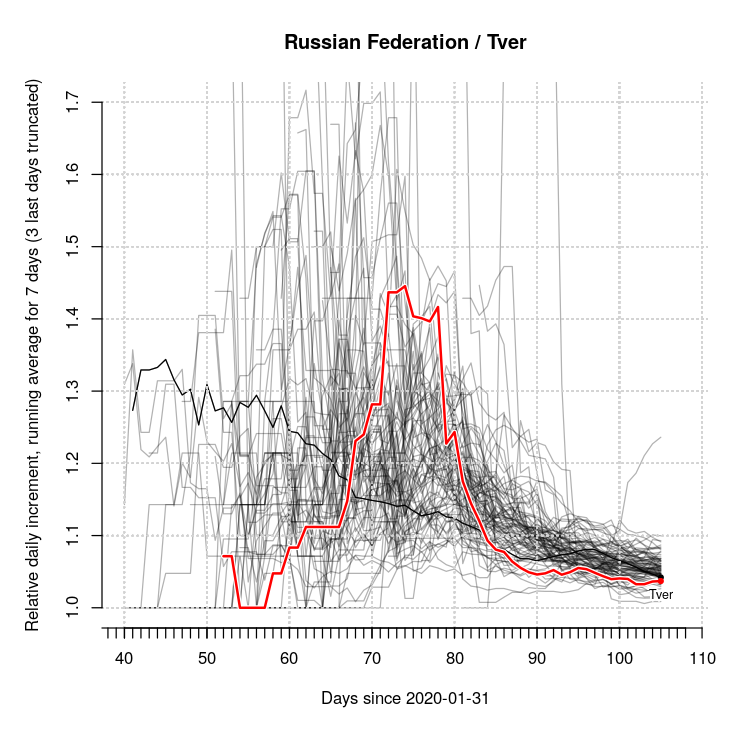 Russian Federation / Tver
Relative daily increment, running average for 7 days (3 last days truncated)
1.7
1.6
1.5
1.4
1.3
1.2
1.1
1.0
Tver
40 50 60 70 80 90 100 110
Days since 2020-01-31